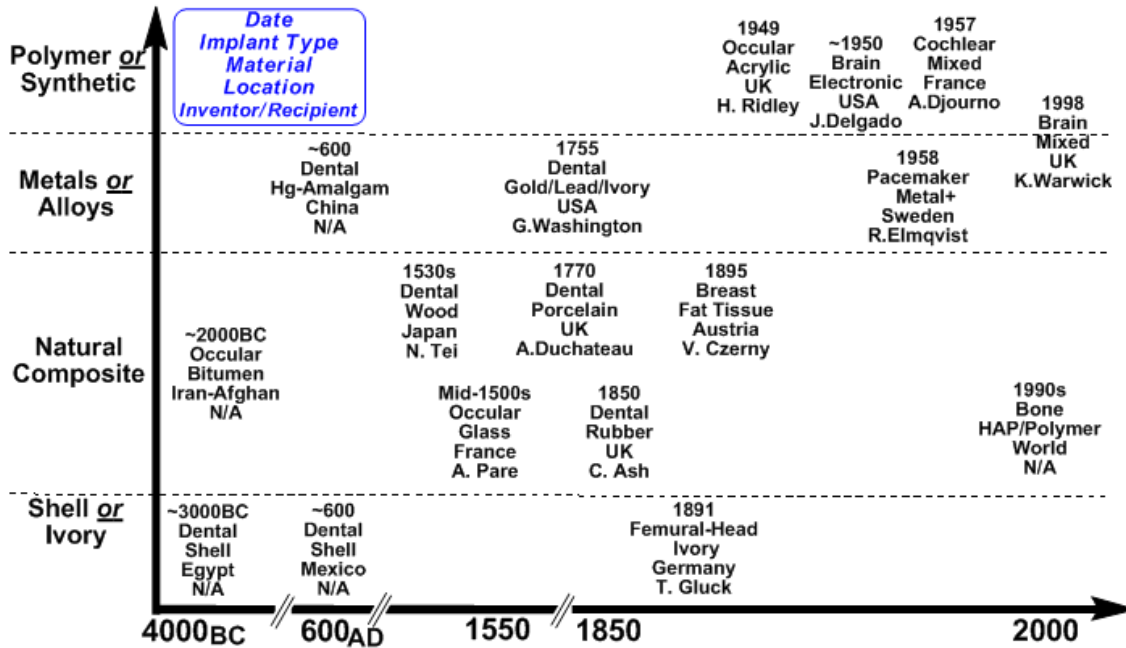 Date
Implant Type
Material
Location
Inventor/Recipient
Polymer or
Synthetic
1949
Occular
Acrylic
UK
H. Ridley
~1950
Brain
Electronic
USA
J.Delgado
1957
Cochlear
Mixed
France
A.Djourno
1998
Brain
Mixed
UK
K.Warwick
Metals or
Alloys
~600
Dental
Hg-Amalgam
China
N/A
1755
Dental
Gold/Lead/Ivory
USA
G.Washington
1958
Pacemaker
Metal+
Sweden
R.Elmqvist
Natural
Composite
~2000BC
Occular
Bitumen
Iran-Afghan
N/A
1530s
Dental
Wood
Japan
N. Tei
1770
Dental
Porcelain
UK
A.Duchateau
1895
Breast
Fat Tissue
Austria
V. Czerny
Mid-1500s
Occular
Glass
France
A. Pare
1850
Dental
Rubber
UK
C. Ash
1990s
Bone
HAP/Polymer
World
N/A
Shell or
Ivory
~3000BC
Dental
Shell
Egypt
N/A
~600
Dental
Shell
Mexico
N/A
1891
Femural-Head
Ivory
Germany
T. Gluck
4000BC
600AD
1550
1850
2000